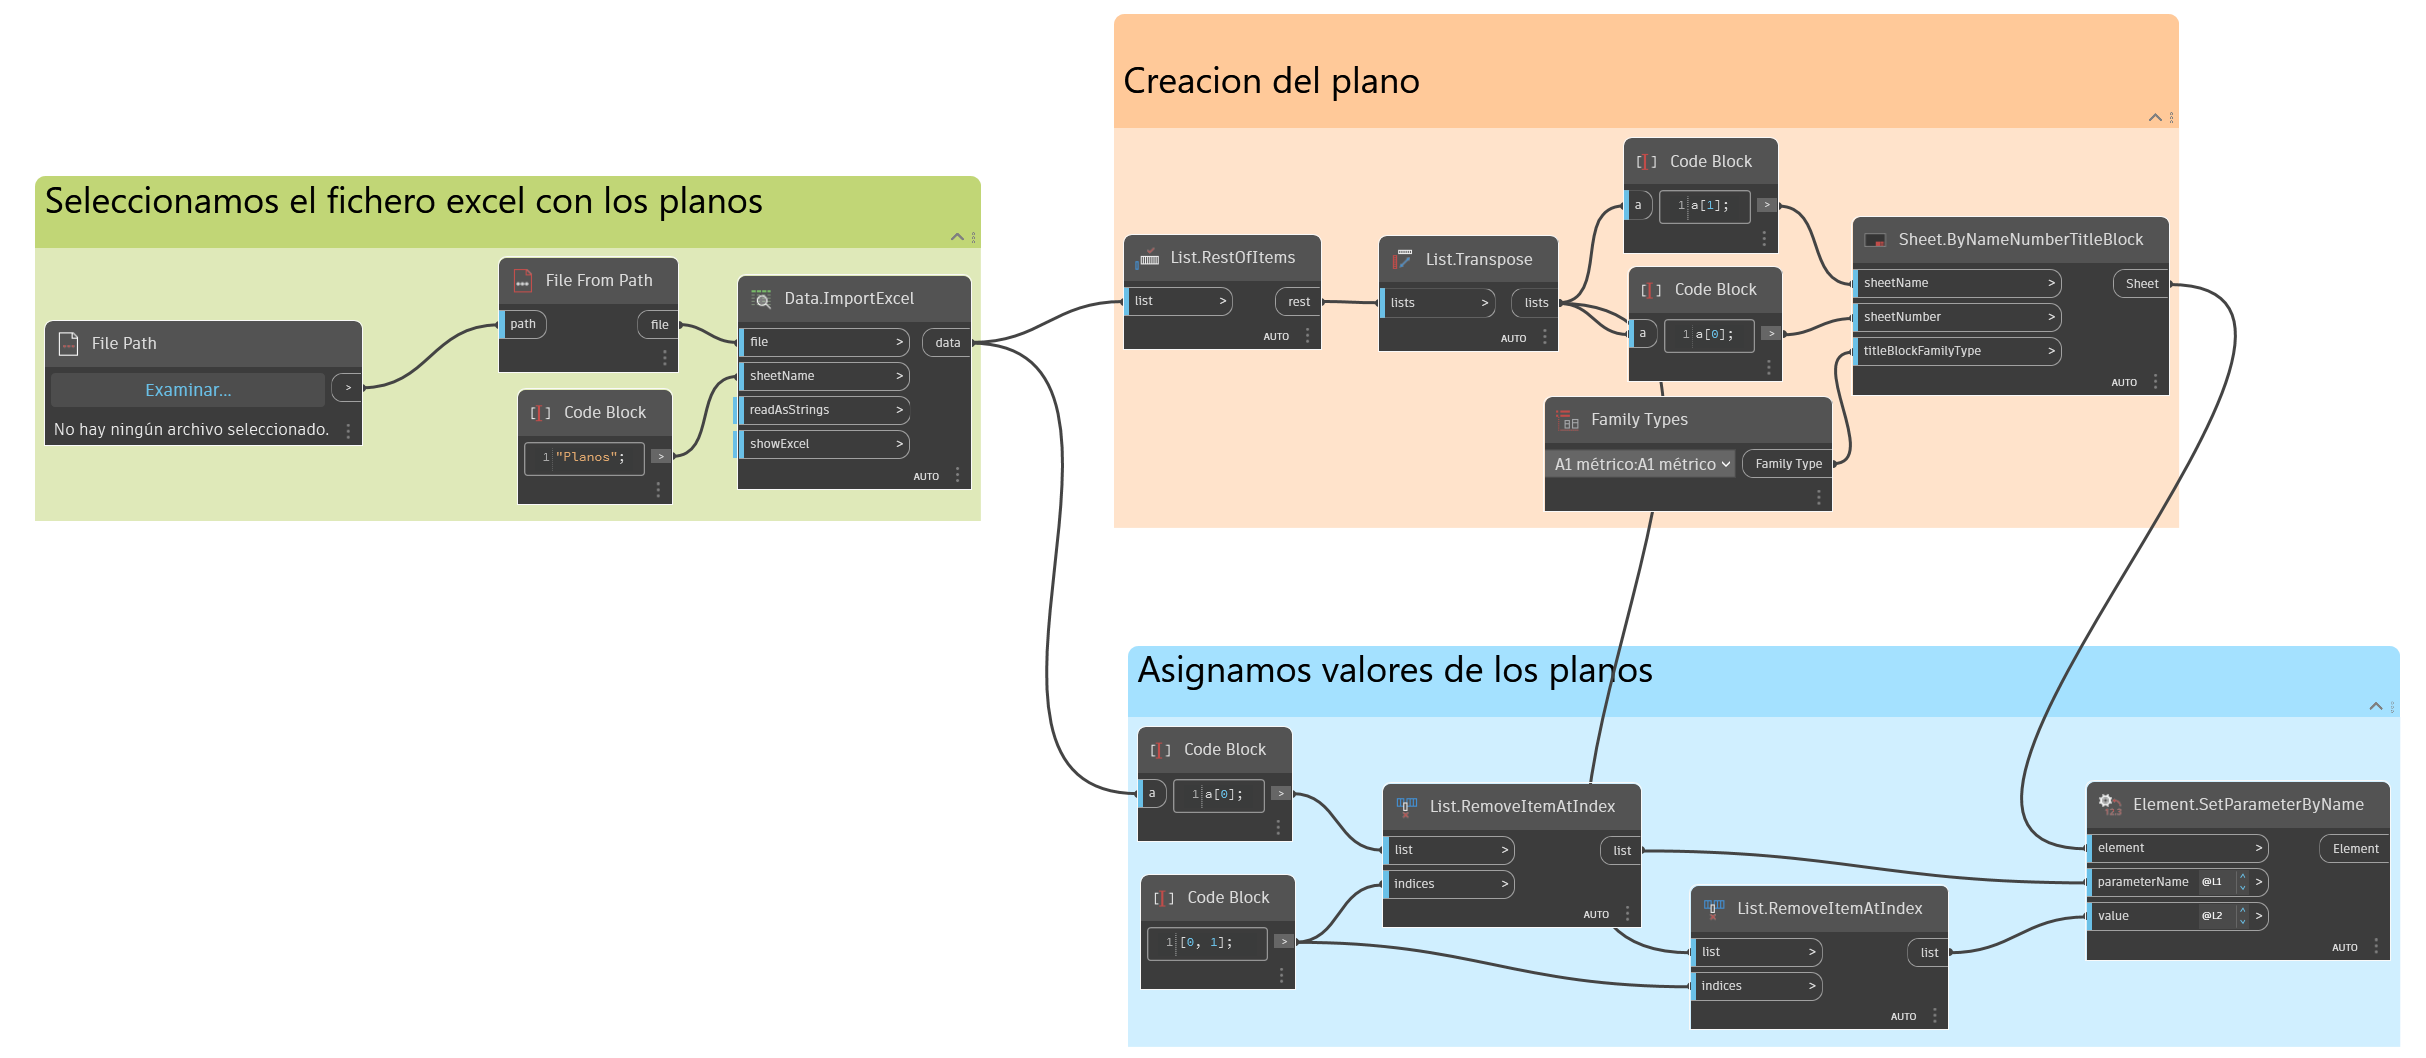 Seleccionamos el fichero excel con los planos
File Path
Examinar...
>
No hay ningún archivo seleccionado.
File From Path
path
file
Code Block
1 "Planos";
>
Data.ImportExcel
file >
data
sheetName >
readAsStrings >
showExcel >
AUTO
Creacion del plano
List.RestOfItems
list >
rest
AUTO
List.Transpose
lists >
lists
AUTO
Code Block
a
1 a[1];
>
Code Block
a
1 a[0];
>
Family Types
A1 métrico:A1 métrico
Family Type
Sheet.ByNameNumberTitleBlock
sheetName >
Sheet
sheetNumber >
titleBlockFamilyType >
AUTO
Asignamos valores de los planos
Code Block
a
1 a[0];
>
Code Block
1 [0, 1];
>
List.RemoveItemAtIndex
list >
list
indices >
AUTO
List.RemoveItemAtIndex
list >
list
indices >
AUTO
Element.SetParameterByName
element >
Element
parameterName @L1 >
value @L2 >
AUTO